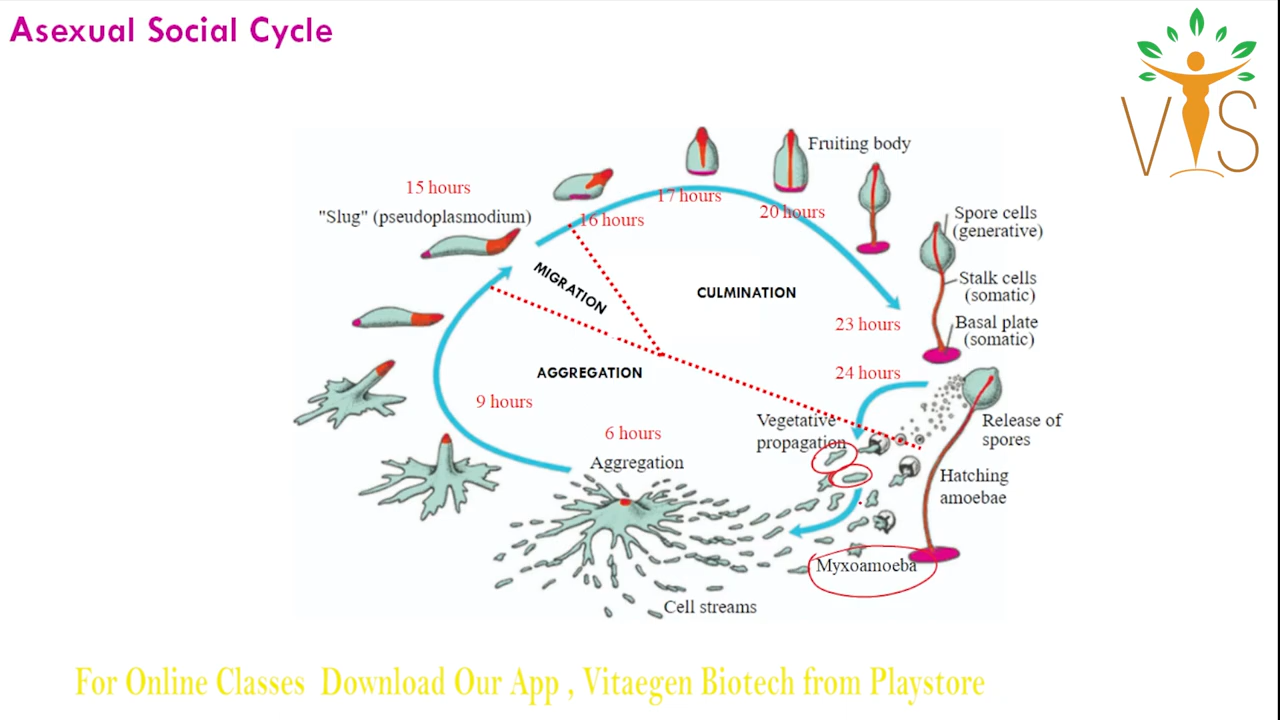 Asexual Social Cycle
VIS
Fruiting body
15 hours
17 hours
"Slug" (pseudoplasmodium)
16 hours
20 hours
Spore cells
(generative)
MIGRATION
CULMINATION
Stalk cells
(somatic)
23 hours
Basal plate
(somatic)
AGGREGATION
24 hours
9 hours
Vegetative
propagation
Release of
spores
6 hours
Aggregation
Hatching
amoebae
Myxoamoeba
Cell streams
For Online Classes Download Our App , Vitaegen Biotech from Playstore